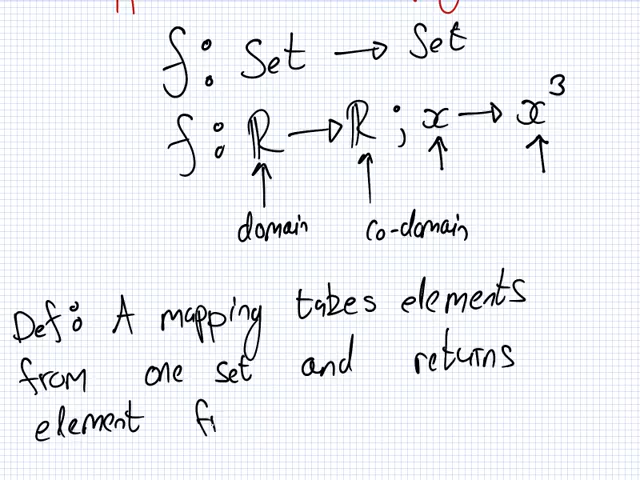 f: Set → Set
f: ℝ → ℝ ; x → x³
domain co-domain
Def: A mapping takes elements
from one set and returns
element f